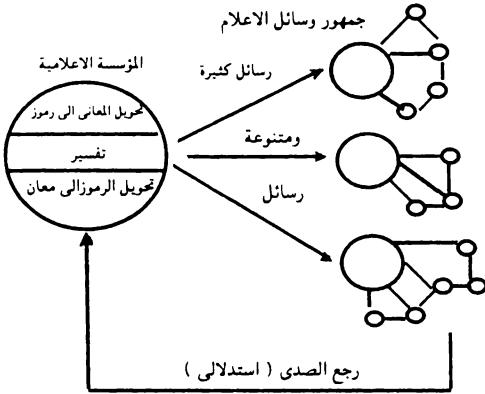 جمهور وسائل الاعلام
المؤسسة الاعلامية
رسائل كثيرة
تحويل المعانى الى رموز
ومتنوعة
تفسير
تحويل الرموزالى معان
رسائل
رجع الصدى ( استدلالى )